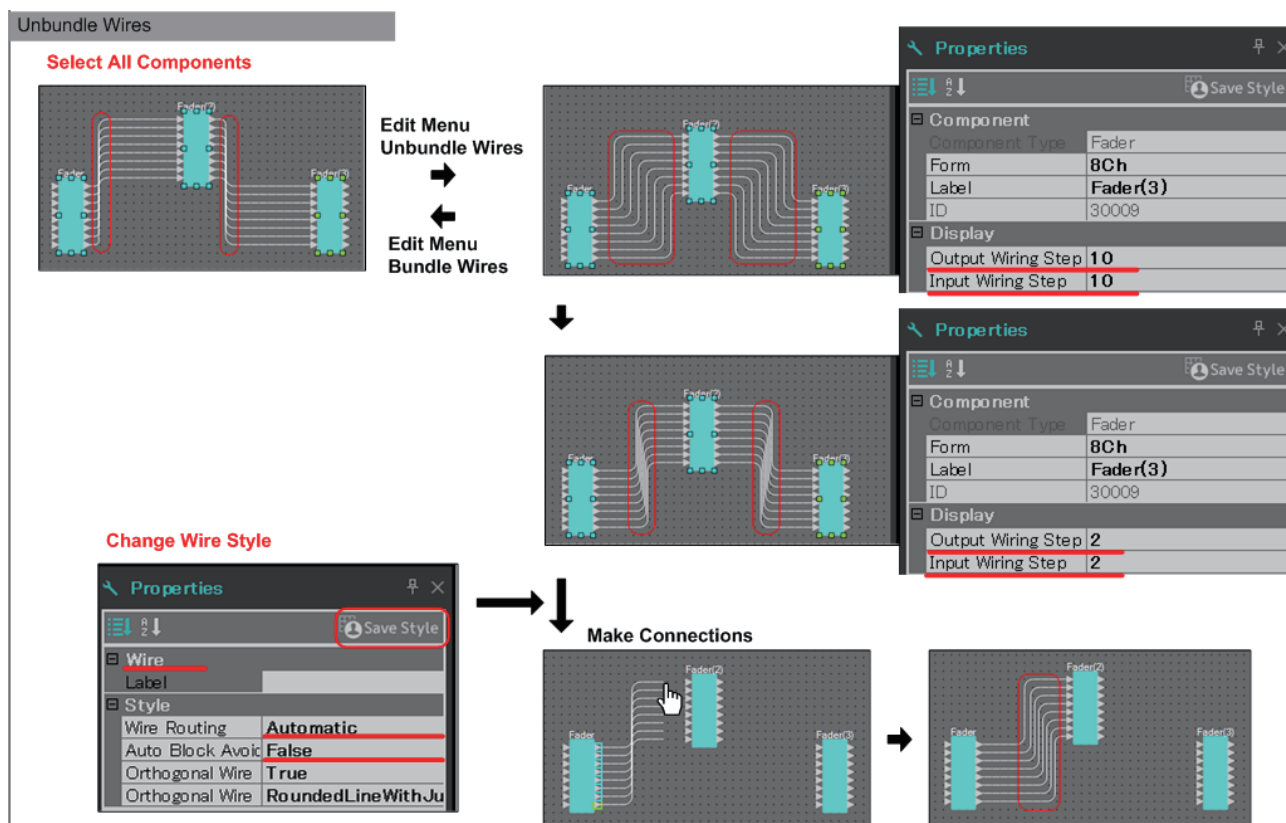 Unbundle Wires
Select All Components
Fader
Fader(2)
Fader(3)
Edit Menu
Unbundle Wires
Edit Menu
Bundle Wires
Fader
Fader(2)
Fader(3)
Properties
A
Z
Save Style
Component
Component Type Fader
Form 8Ch
Label Fader(3)
ID 30009
Display
Output Wiring Step 10
Input Wiring Step 10
Fader
Fader(2)
Fader(3)
Properties
A
Z
Save Style
Component
Component Type Fader
Form 8Ch
Label Fader(3)
ID 30009
Display
Output Wiring Step 2
Input Wiring Step 2
Change Wire Style
Properties
A
Z
Save Style
Wire
Label
Style
Wire Routing Automatic
Auto Block Avoic False
Orthogonal Wire True
Orthogonal Wire RoundedLineWithJu
Make Connections
Fader
Fader(2)
Fader(3)
Fader
Fader(2)
Fader(3)